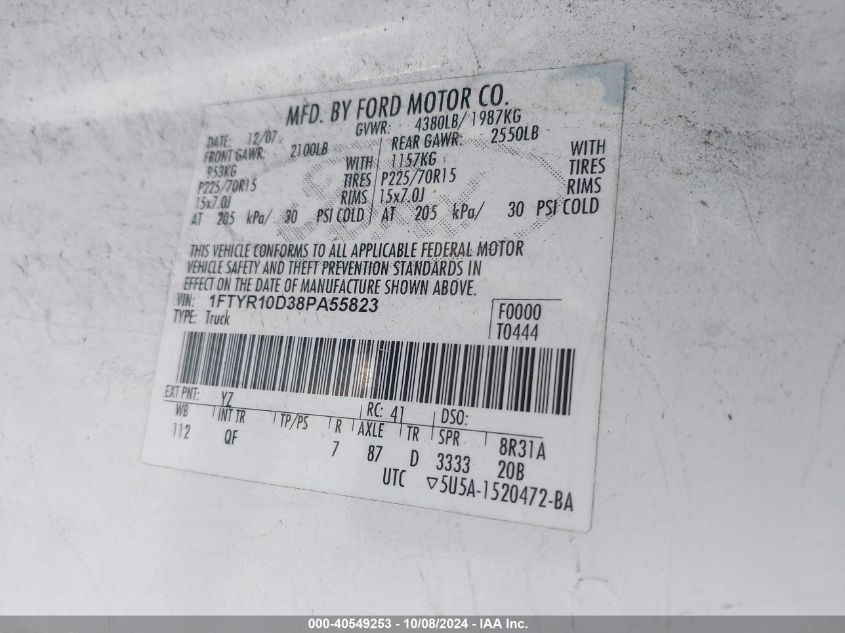 MFD. BY FORD MOTOR CO.
DATE: 12/07 GVWR: 4380LB/ 1987KG
FRONT GAWR: 2100LB REAR GAWR: 2550LB
953KG WITH 1157KG WITH
P225/70R15 TIRES P225/70R15 TIRES
15x7.0J RIMS 15x7.0J RIMS
AT 205 kPa/ 30 PSI COLD AT 205 kPa/ 30 PSI COLD
THIS VEHICLE CONFORMS TO ALL APPLICABLE FEDERAL MOTOR
VEHICLE SAFETY AND THEFT PREVENTION STANDARDS IN
EFFECT ON THE DATE OF MANUFACTURE SHOWN ABOVE.
VIN: 1FTYR10D38PA55823 F0000
TYPE: Truck T0444
EXT PNT: YZ RC: 41 DSO:
WB INT TR TP/PS R AXLE TR SPR 8R31A
112 QF 7 87 D 3333 20B
UTC ▽5U5A-1520472-BA
000-40549253 - 10/08/2024 - IAA Inc.